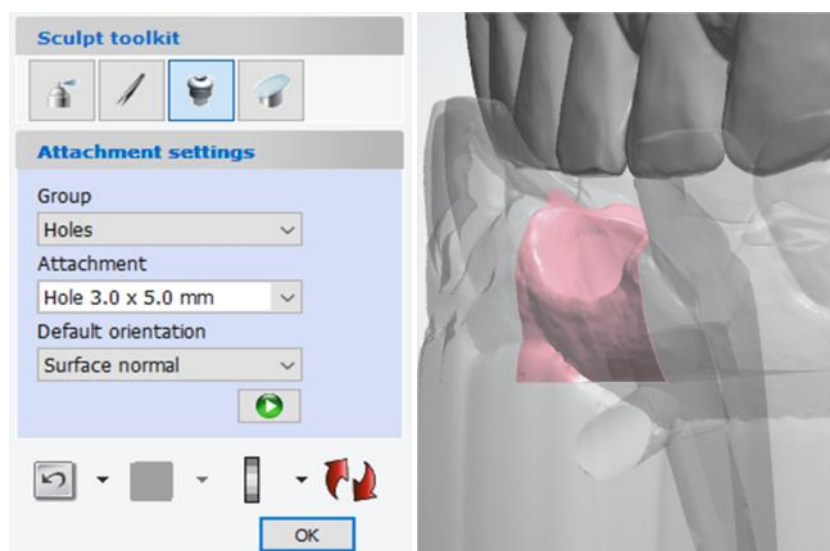 Sculpt toolkit
Attachment settings
Group
Holes
Attachment
Hole 3.0 x 5.0 mm
Default orientation
Surface normal
OK